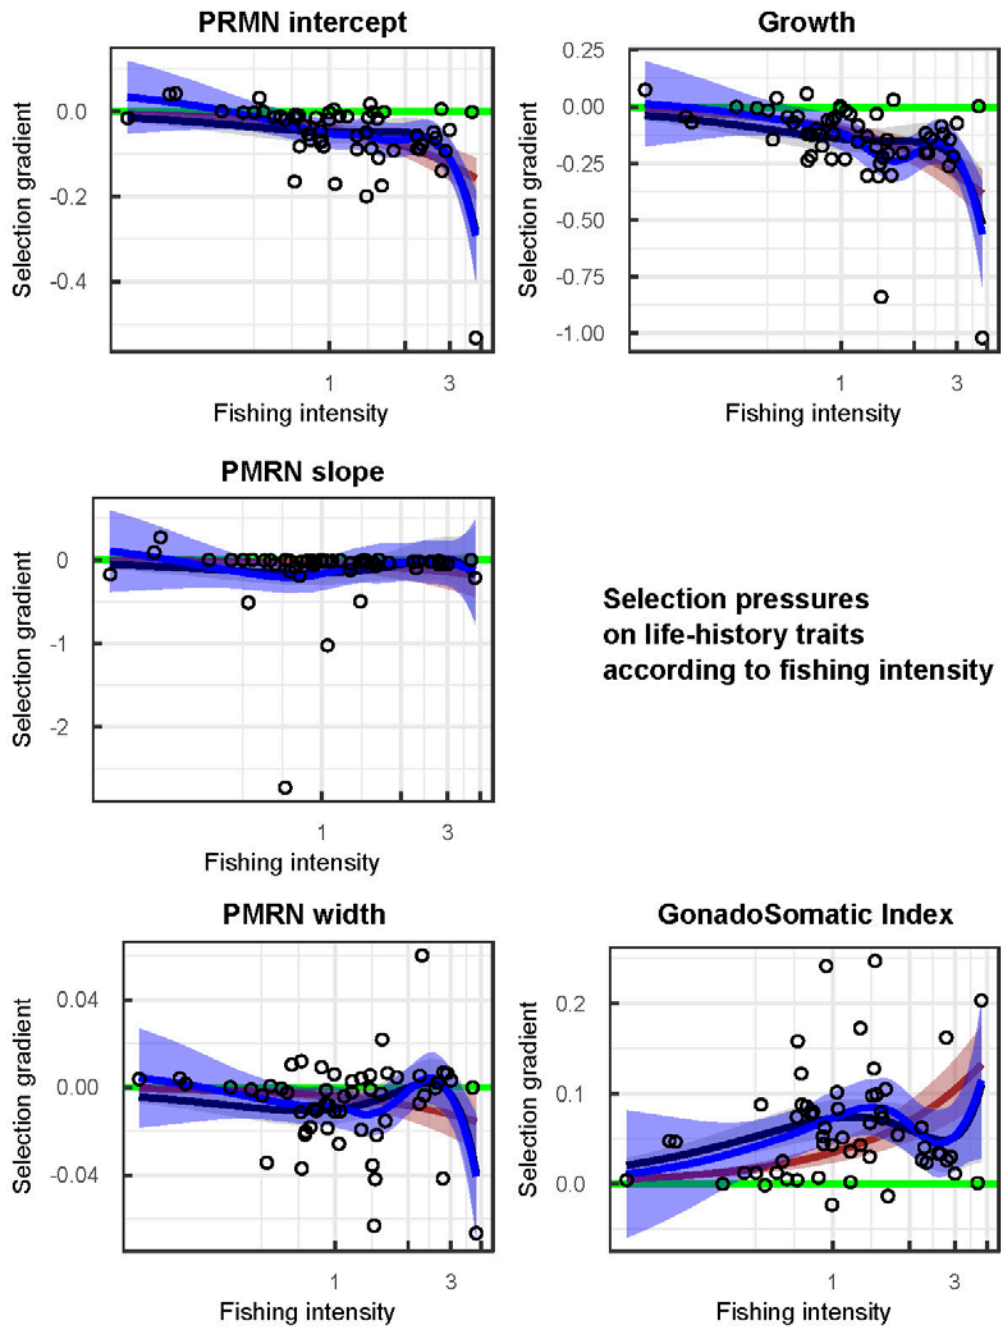 PRMN intercept
Selection gradient
0.0
-0.2
-0.4
1
3
Fishing intensity
Growth
Selection gradient
0.25
0.00
-0.25
-0.50
-0.75
-1.00
1
3
Fishing intensity
PMRN slope
Selection gradient
0
-1
-2
1
3
Fishing intensity
Selection pressures
on life-history traits
according to fishing intensity
PMRN width
Selection gradient
0.04
0.00
-0.04
1
3
Fishing intensity
GonadoSomatic Index
Selection gradient
0.2
0.1
0.0
1
3
Fishing intensity